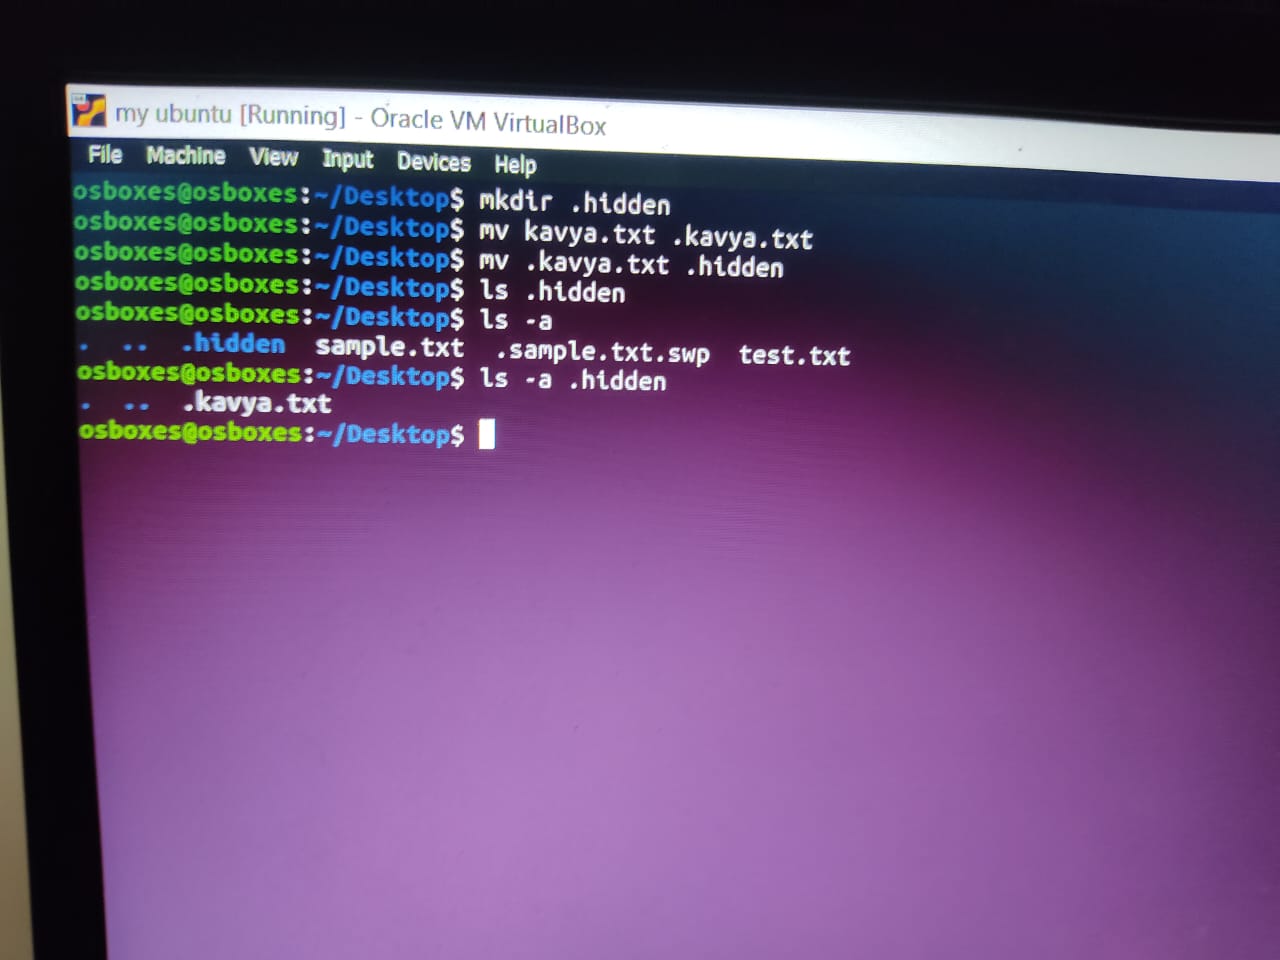 my ubuntu [Running] - Oracle VM VirtualBox
File Machine View Input Devices Help
osboxes@osboxes:~/Desktop$ mkdir .hidden
osboxes@osboxes:~/Desktop$ mv kavya.txt .kavya.txt
osboxes@osboxes:~/Desktop$ mv .kavya.txt .hidden
osboxes@osboxes:~/Desktop$ ls .hidden
osboxes@osboxes:~/Desktop$ ls -a
. .. .hidden sample.txt .sample.txt.swp test.txt
osboxes@osboxes:~/Desktop$ ls -a .hidden
. .. .kavya.txt
osboxes@osboxes:~/Desktop$